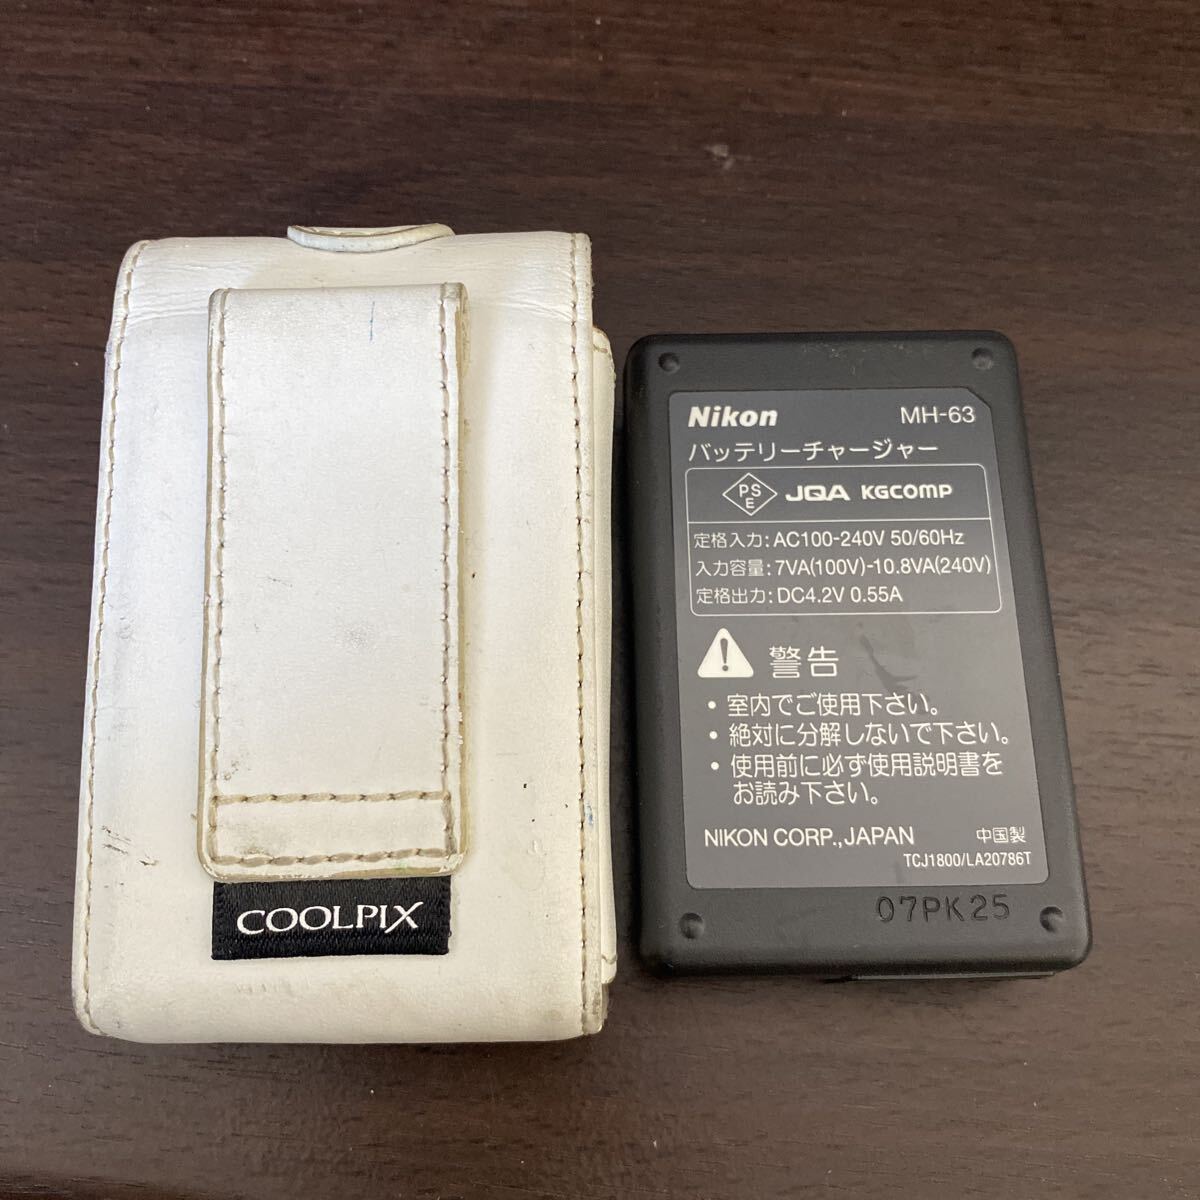 COOLPIX
Nikon MH-63
バッテリーチャージャー
PSE JQA KGCOMP
定格入力:AC100-240V 50/60Hz
入力容量:7VA(100V)-10.8VA(240V)
定格出力:DC4.2V 0.55A
警告
・室内でご使用下さい。
・絶対に分解しないで下さい。
・使用前に必ず使用説明書を
お読み下さい。
NIKON CORP.,JAPAN 中国製
TCJ1800/LA20786T
07PK25